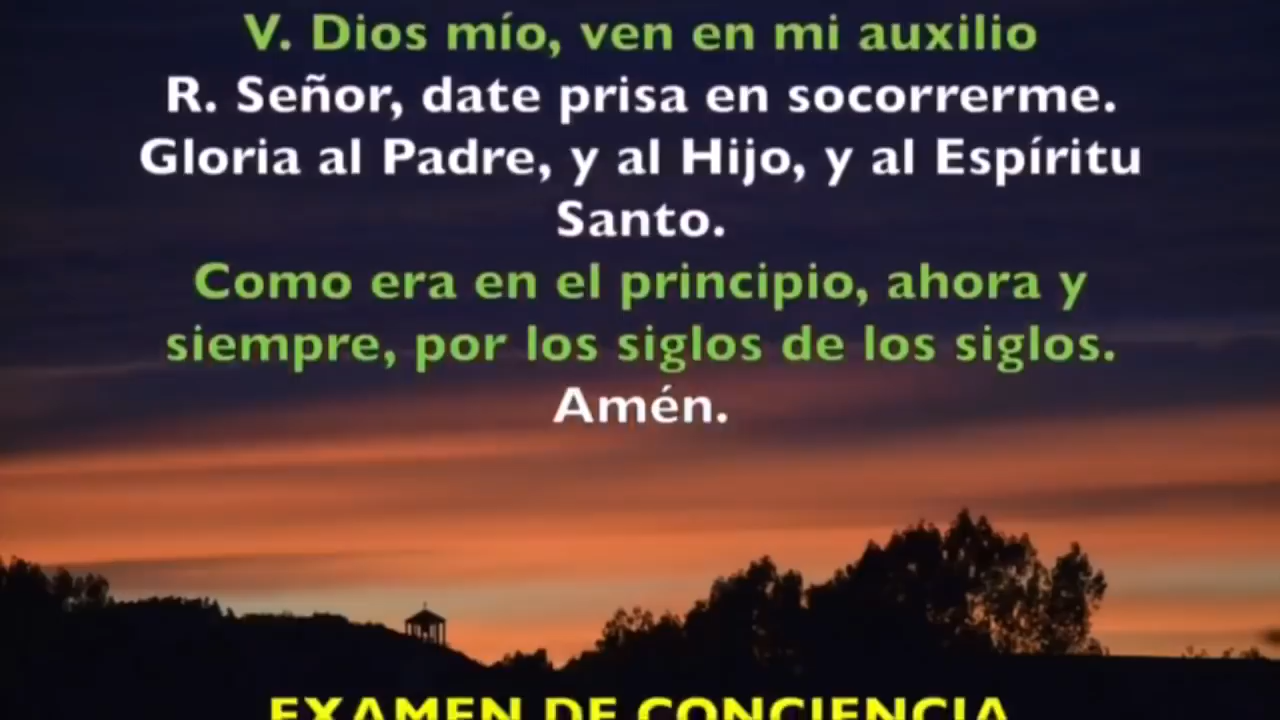 V. Dios mío, ven en mi auxilio
R. Señor, date prisa en socorrerme.
Gloria al Padre, y al Hijo, y al Espíritu
Santo.
Como era en el principio, ahora y
siempre, por los siglos de los siglos.
Amén.
EXAMEN DE CONCIENCIA